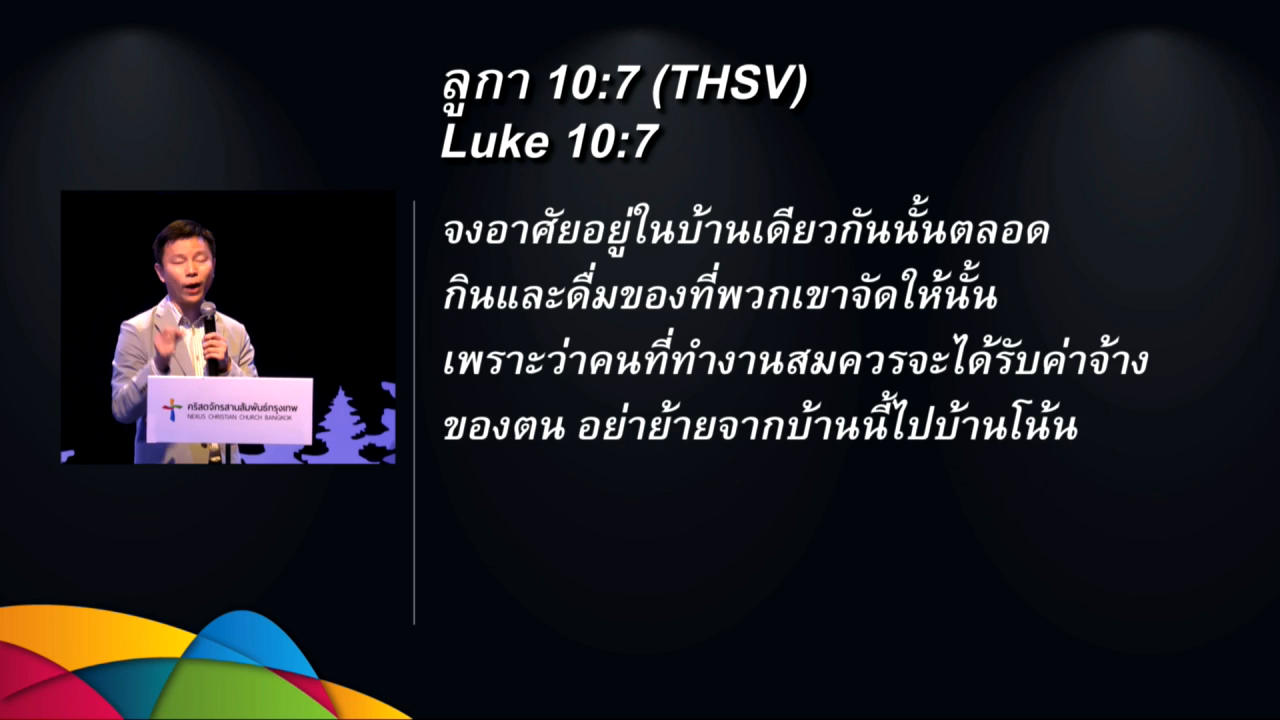 ลูกา 10:7 (THSV)
Luke 10:7
จงอาศัยอยู่ในบ้านเดียวกันนั้นตลอด
กินและดื่มของที่พวกเขาจัดให้นั้น
เพราะว่าคนที่ทำงานสมควรจะได้รับค่าจ้าง
ของตน อย่าย้ายจากบ้านนี้ไปบ้านโน้น
คริสตจักรสานสัมพันธ์กรุงเทพ
NEXUS CHRISTIAN CHURCH BANGKOK